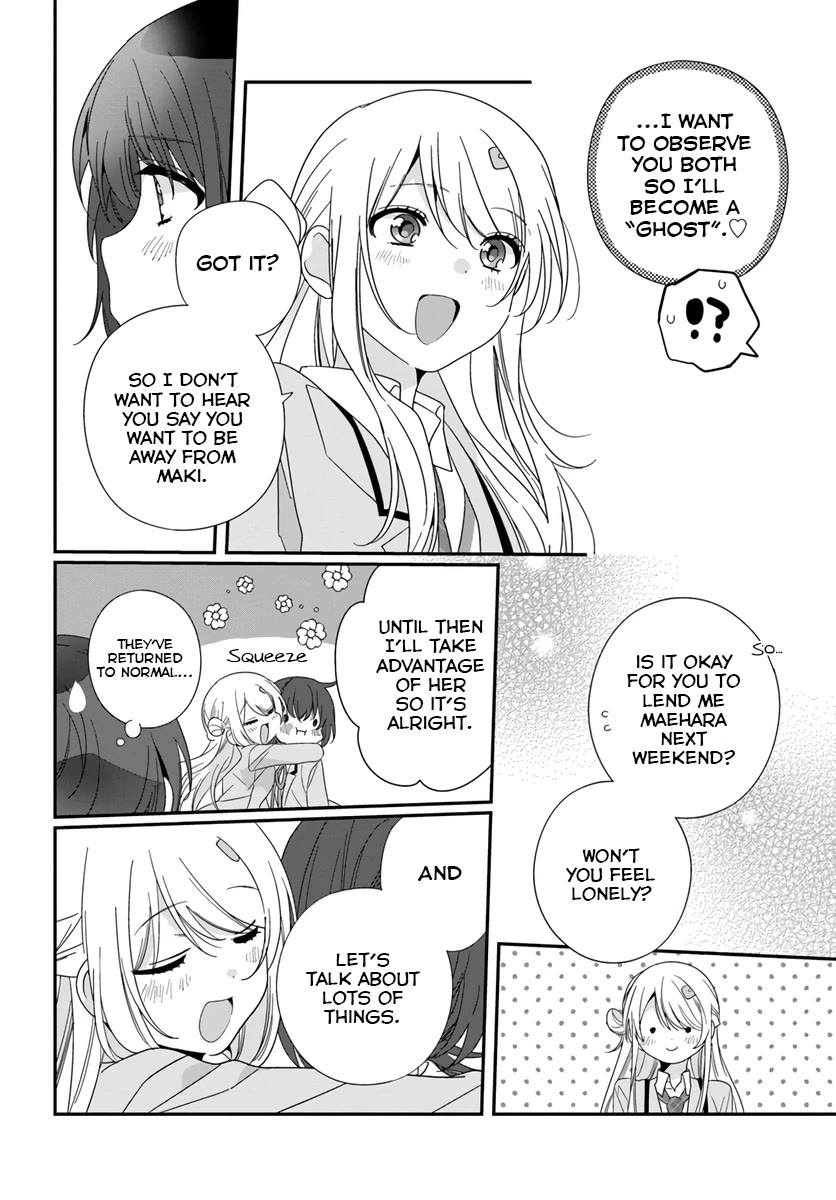 ...I WANT
TO OBSERVE
YOU BOTH
SO I'LL
BECOME A
"GHOST".♡
!?
GOT IT?
SO I DON'T
WANT TO HEAR
YOU SAY YOU
WANT TO BE
AWAY FROM
MAKI.
SO...
IS IT OKAY
FOR YOU TO
LEND ME
MAEHARA
NEXT
WEEKEND?
WON'T
YOU FEEL
LONELY?
UNTIL THEN
I'LL TAKE
ADVANTAGE
OF HER
SO IT'S
ALRIGHT.
Squeeze
THEY'VE
RETURNED
TO NORMAL...
AND
LET'S
TALK ABOUT
LOTS OF
THINGS.